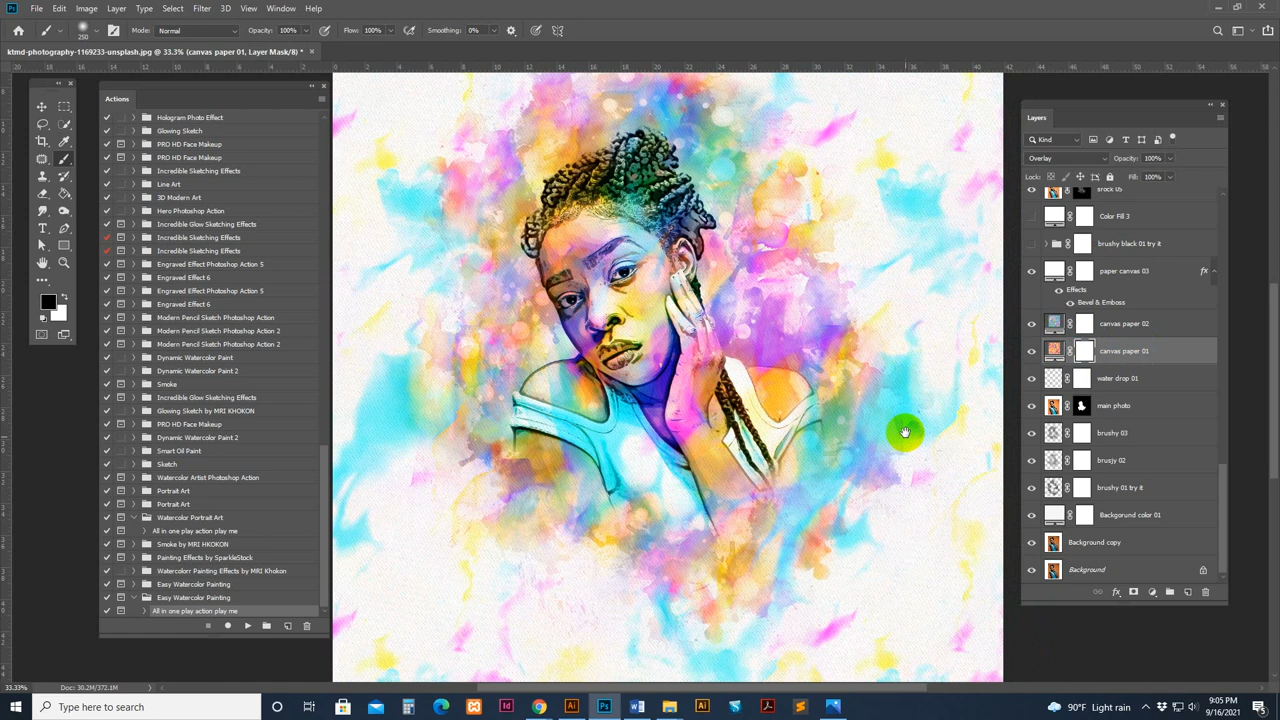 Ps File Edit Image Layer Type Select Filter 3D View Window Help
250 Mode: Normal Opacity: 100% Flow: 100% Smoothing: 0%
ktmd-photography-1169233-unsplash.jpg @ 33.3% (canvas paper 01, Layer Mask/8) *
Actions
Hologram Photo Effect
Glowing Sketch
PRO HD Face Makeup
PRO HD Face Makeup
Incredible Sketching Effects
Line Art
3D Modern Art
Hero Photoshop Action
Incredible Glow Sketching Effects
Incredible Sketching Effects
Incredible Sketching Effects
Engraved Effect Photoshop Action 5
Engraved Effect 6
Engraved Effect Photoshop Action 5
Engraved Effect 6
Modern Pencil Sketch Photoshop Action
Modern Pencil Sketch Photoshop Action 2
Modern Pencil Sketch Photoshop Action 2
Dynamic Watercolor Paint
Dynamic Watercolor Paint 2
Smoke
Incredible Glow Sketching Effects
Glowing Sketch by MRI KHOKON
PRO HD Face Makeup
Dynamic Watercolor Paint 2
Smart Oil Paint
Sketch
Watercolor Artist Photoshop Action
Portrait Art
Portrait Art
Watercolor Portrait Art
All in one play action play me
Smoke by MRI HKOKON
Painting Effects by SparkleStock
Watercolorr Painting Effects by MRI Khokon
Easy Watercolor Painting
Easy Watercolor Painting
All in one play action play me
Layers
Kind
Overlay Opacity: 100%
Lock: Fill: 100%
srock 05
Color Fill 3
brushy black 01 try it
paper canvas 03 fx
Effects
Bevel & Emboss
canvas paper 02
canvas paper 01
water drop 01
main photo
brushy 03
brusjy 02
brushy 01 try it
Backgorund color 01
Background copy
Background
33.33% Doc: 30.2M/372.1M
Type here to search
90°F Light rain
9:05 PM
9/16/2021